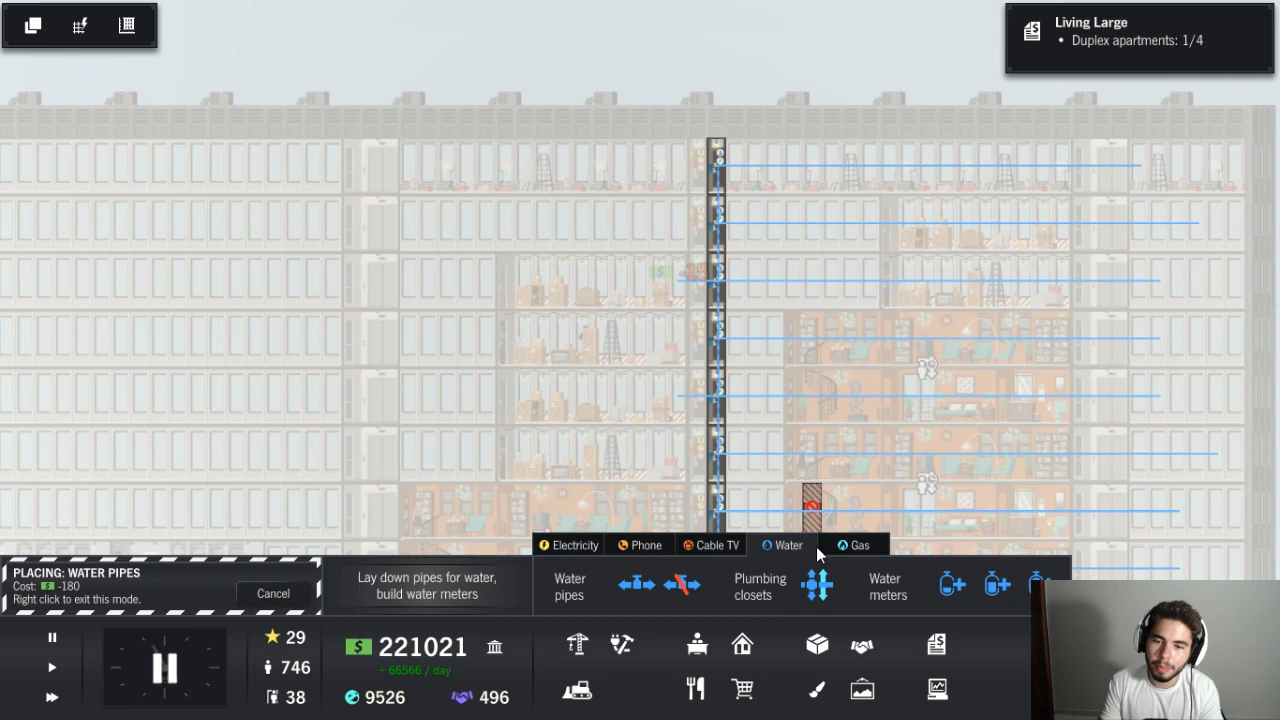 Living Large
• Duplex apartments: 1/4
Electricity
Phone
Cable TV
Water
Gas
PLACING: WATER PIPES
Cost: $ -180
Right click to exit this mode.
Cancel
Lay down pipes for water,
build water meters
Water
pipes
Plumbing
closets
Water
meters
29
746
38
$ 221021
+ 66566 / day
9526
496